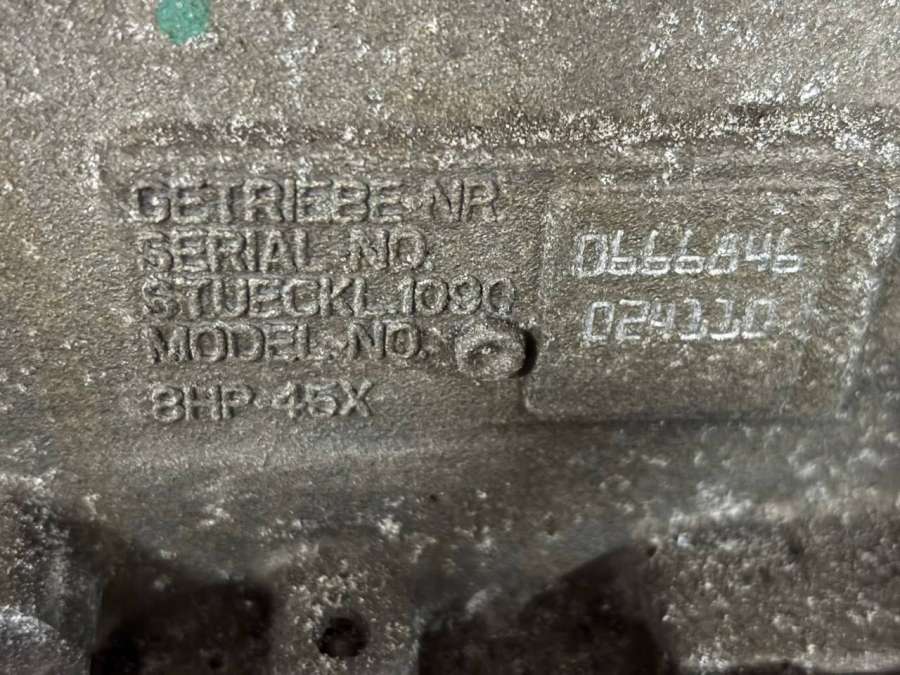 GETRIEBE-NR.
SERIAL-NO.
STUECKL.1090
MODEL.-NO.
8HP-45X
0666846
024110